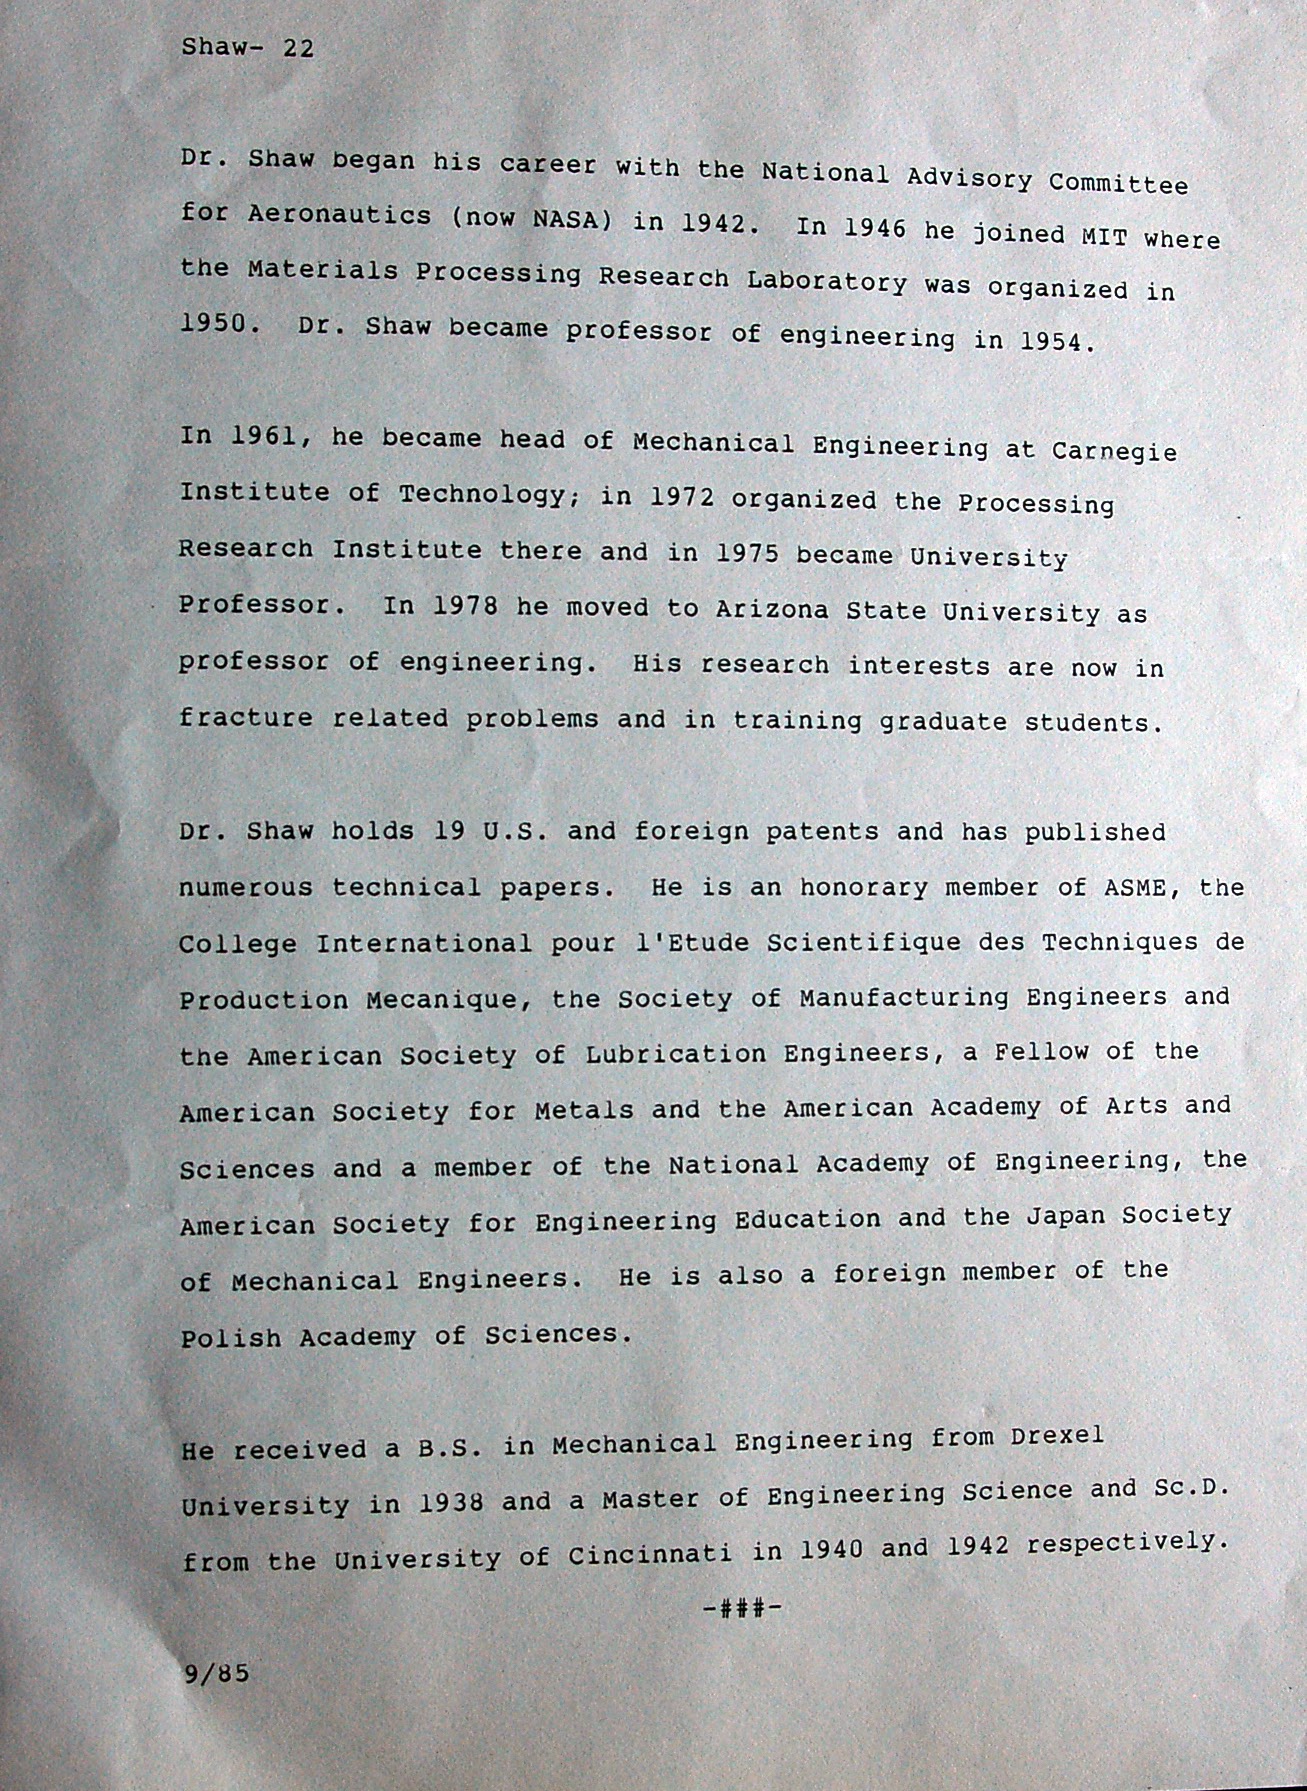 Shaw- 22
Dr. Shaw began his career with the National Advisory Committee
for Aeronautics (now NASA) in 1942.  In 1946 he joined MIT where
the Materials Processing Research Laboratory was organized in
1950.  Dr. Shaw became professor of engineering in 1954.
In 1961, he became head of Mechanical Engineering at Carnegie
Institute of Technology; in 1972 organized the Processing
Research Institute there and in 1975 became University
Professor.  In 1978 he moved to Arizona State University as
professor of engineering.  His research interests are now in
fracture related problems and in training graduate students.
Dr. Shaw holds 19 U.S. and foreign patents and has published
numerous technical papers.  He is an honorary member of ASME, the
College International pour l'Etude Scientifique des Techniques de
Production Mecanique, the Society of Manufacturing Engineers and
the American Society of Lubrication Engineers, a Fellow of the
American Society for Metals and the American Academy of Arts and
Sciences and a member of the National Academy of Engineering, the
American Society for Engineering Education and the Japan Society
of Mechanical Engineers.  He is also a foreign member of the
Polish Academy of Sciences.
He received a B.S. in Mechanical Engineering from Drexel
University in 1938 and a Master of Engineering Science and Sc.D.
from the University of Cincinnati in 1940 and 1942 respectively.
-###-
9/85